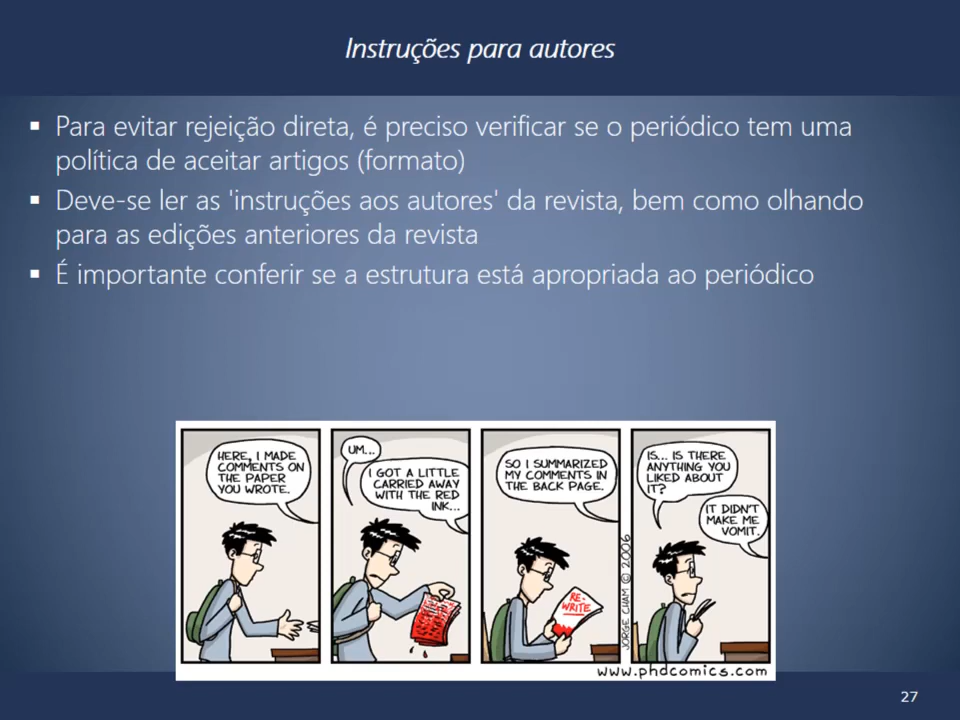 Instruções para autores
▪ Para evitar rejeição direta, é preciso verificar se o periódico tem uma
política de aceitar artigos (formato)
▪ Deve-se ler as 'instruções aos autores' da revista, bem como olhando
para as edições anteriores da revista
▪ É importante conferir se a estrutura está apropriada ao periódico
HERE, I MADE
COMMENTS ON
THE PAPER
YOU WROTE.
UM...
I GOT A LITTLE
CARRIED AWAY
WITH THE RED
INK...
SO I SUMMARIZED
MY COMMENTS IN
THE BACK PAGE.
RE-
WRITE
IS... IS THERE
ANYTHING YOU
LIKED ABOUT
IT?
IT DIDN'T
MAKE ME
VOMIT.
JORGE CHAM © 2006
www.phdcomics.com
27